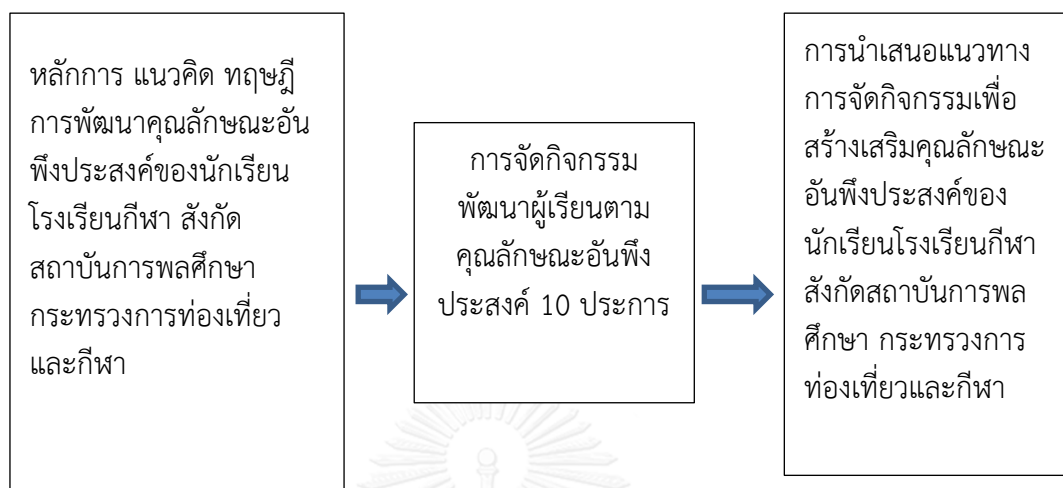 หลักการ แนวคิด ทฤษฎี
การพัฒนาคุณลักษณะอัน
พึงประสงค์ของนักเรียน
โรงเรียนกีฬา สังกัด
สถาบันการพลศึกษา
กระทรวงการท่องเที่ยว
และกีฬา
การจัดกิจกรรม
พัฒนาผู้เรียนตาม
คุณลักษณะอันพึง
ประสงค์ 10 ประการ
การนำเสนอแนวทาง
การจัดกิจกรรมเพื่อ
สร้างเสริมคุณลักษณะ
อันพึงประสงค์ของ
นักเรียนโรงเรียนกีฬา
สังกัดสถาบันการพล
ศึกษา กระทรวงการ
ท่องเที่ยวและกีฬา